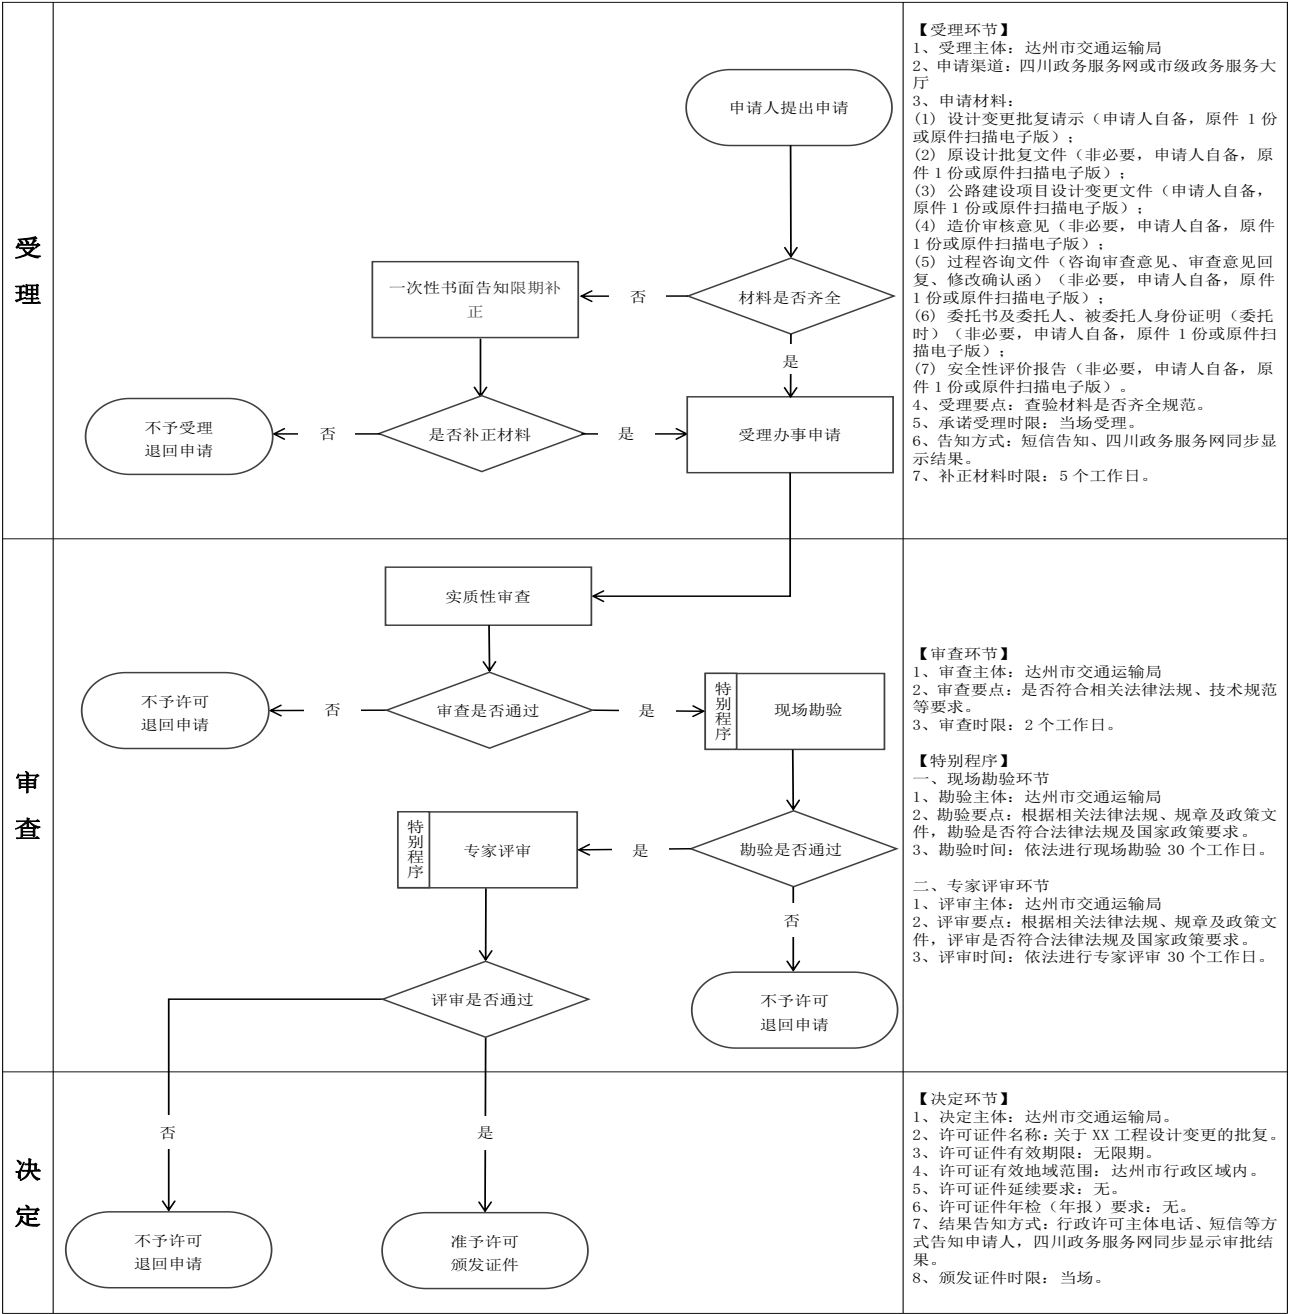 受
理
申请人提出申请
材料是否齐全
否
一次性书面告知限期补
正
是
不予受理
退回申请
否
是否补正材料
是
受理办事申请
【受理环节】
1、受理主体：达州市交通运输局
2、申请渠道：四川政务服务网或市级政务服务大
厅
3、申请材料：
(1) 设计变更批复请示（申请人自备，原件 1 份
或原件扫描电子版）；
(2) 原设计批复文件（非必要，申请人自备，原
件 1 份或原件扫描电子版）；
(3) 公路建设项目设计变更文件（申请人自备，
原件 1 份或原件扫描电子版）；
(4) 造价审核意见（非必要，申请人自备，原件
1 份或原件扫描电子版）；
(5) 过程咨询文件（咨询审查意见、审查意见回
复、修改确认函）（非必要，申请人自备，原件
1 份或原件扫描电子版）；
(6) 委托书及委托人、被委托人身份证明（委托
时）（非必要，申请人自备，原件 1 份或原件扫
描电子版）；
(7) 安全性评价报告（非必要，申请人自备，原
件 1 份或原件扫描电子版）。
4、受理要点：查验材料是否齐全规范。
5、承诺受理时限：当场受理。
6、告知方式：短信告知、四川政务服务网同步显
示结果。
7、补正材料时限：5 个工作日。
审
查
实质性审查
不予许可
退回申请
否
审查是否通过
是
特别程序
现场勘验
特别程序
专家评审
是
勘验是否通过
否
评审是否通过
不予许可
退回申请
【审查环节】
1、审查主体：达州市交通运输局
2、审查要点：是否符合相关法律法规、技术规范
等要求。
3、审查时限：2 个工作日。
【特别程序】
一、现场勘验环节
1、勘验主体：达州市交通运输局
2、勘验要点：根据相关法律法规、规章及政策文
件，勘验是否符合法律法规及国家政策要求。
3、勘验时间：依法进行现场勘验 30 个工作日。
二、专家评审环节
1、评审主体：达州市交通运输局
2、评审要点：根据相关法律法规、规章及政策文
件，评审是否符合法律法规及国家政策要求。
3、评审时间：依法进行专家评审 30 个工作日。
决
定
否
是
不予许可
退回申请
准予许可
颁发证件
【决定环节】
1、决定主体：达州市交通运输局。
2、许可证件名称：关于 XX 工程设计变更的批复。
3、许可证件有效期限：无限期。
4、许可证有效地域范围：达州市行政区域内。
5、许可证件延续要求：无。
6、许可证件年检（年报）要求：无。
7、结果告知方式：行政许可主体电话、短信等方
式告知申请人，四川政务服务网同步显示审批结
果。
8、颁发证件时限：当场。